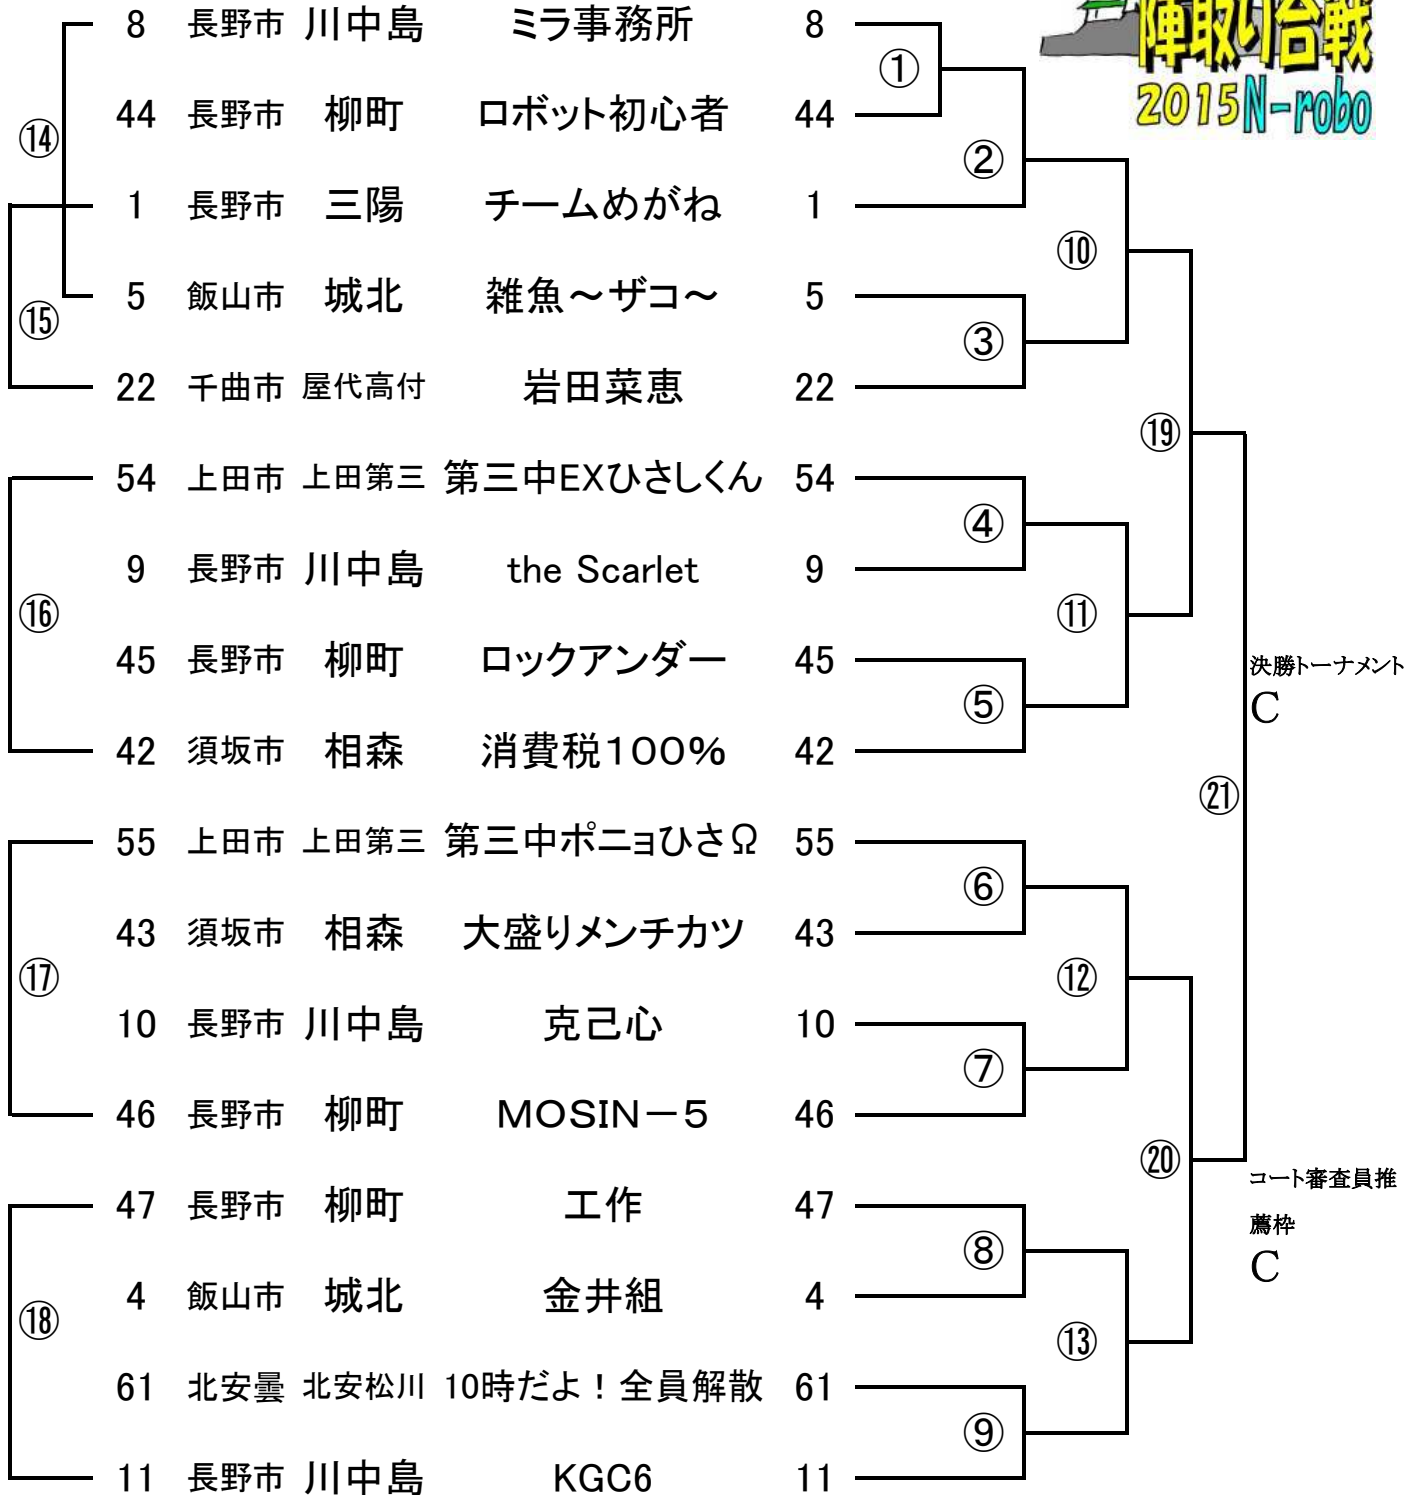 陣取り合戦
2015N-robo
8 長野市 川中島 ミラ事務所 8
①
44 長野市 柳町 ロボット初心者 44
⑭
②
1 長野市 三陽 チームめがね 1
⑩
5 飯山市 城北 雑魚～ザコ～ 5
⑮
③
22 千曲市 屋代高付 岩田菜恵 22
⑲
54 上田市 上田第三 第三中EXひさしくん 54
④
9 長野市 川中島 the Scarlet 9
⑯
⑪
45 長野市 柳町 ロックアンダー 45
決勝トーナメント
C
⑤
42 須坂市 相森 消費税100% 42
㉑
55 上田市 上田第三 第三中ポニョひさΩ 55
⑥
43 須坂市 相森 大盛りメンチカツ 43
⑰
⑫
10 長野市 川中島 克己心 10
⑦
46 長野市 柳町 MOSIN－5 46
⑳
コート審査員推
薦枠
C
47 長野市 柳町 工作 47
⑧
4 飯山市 城北 金井組 4
⑱
⑬
61 北安曇 北安松川 10時だよ！全員解散 61
⑨
11 長野市 川中島 KGC6 11